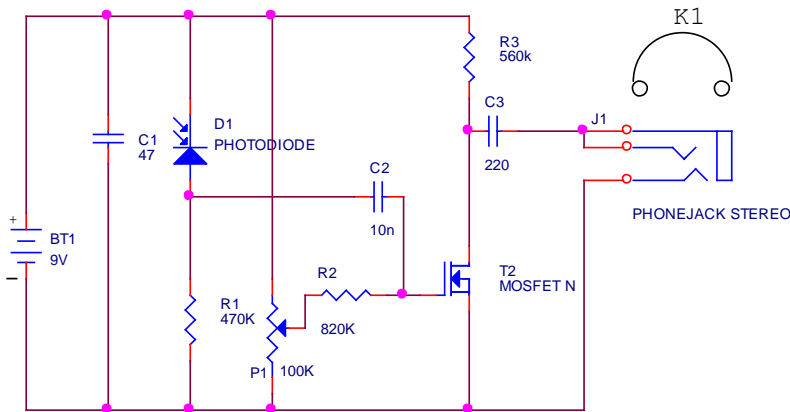 K1
R3
560k
C3
J1
D1
PHOTODIODE
C1
47
220
C2
10n
PHONEJACK STEREO
+
BT1
9V
−
R2
T2
MOSFET N
R1
470K
820K
P1
100K